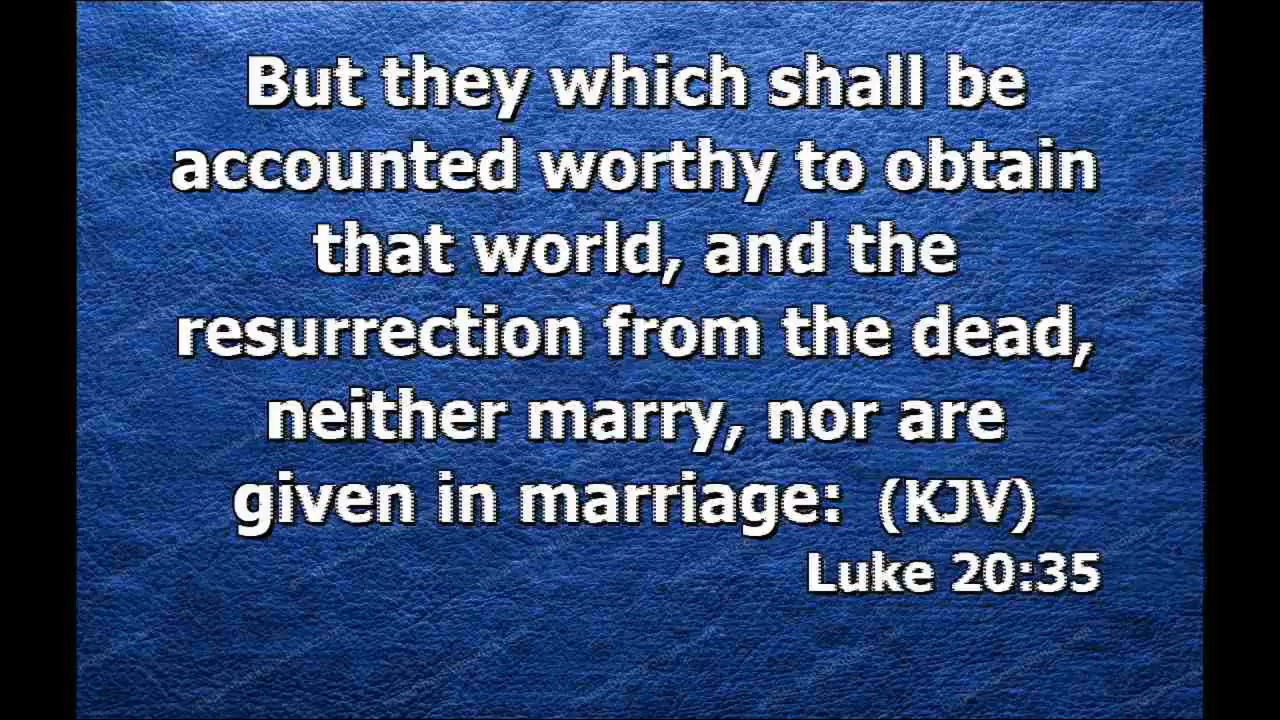 But they which shall be
accounted worthy to obtain
that world, and the
resurrection from the dead,
neither marry, nor are
given in marriage: (KJV)
Luke 20:35